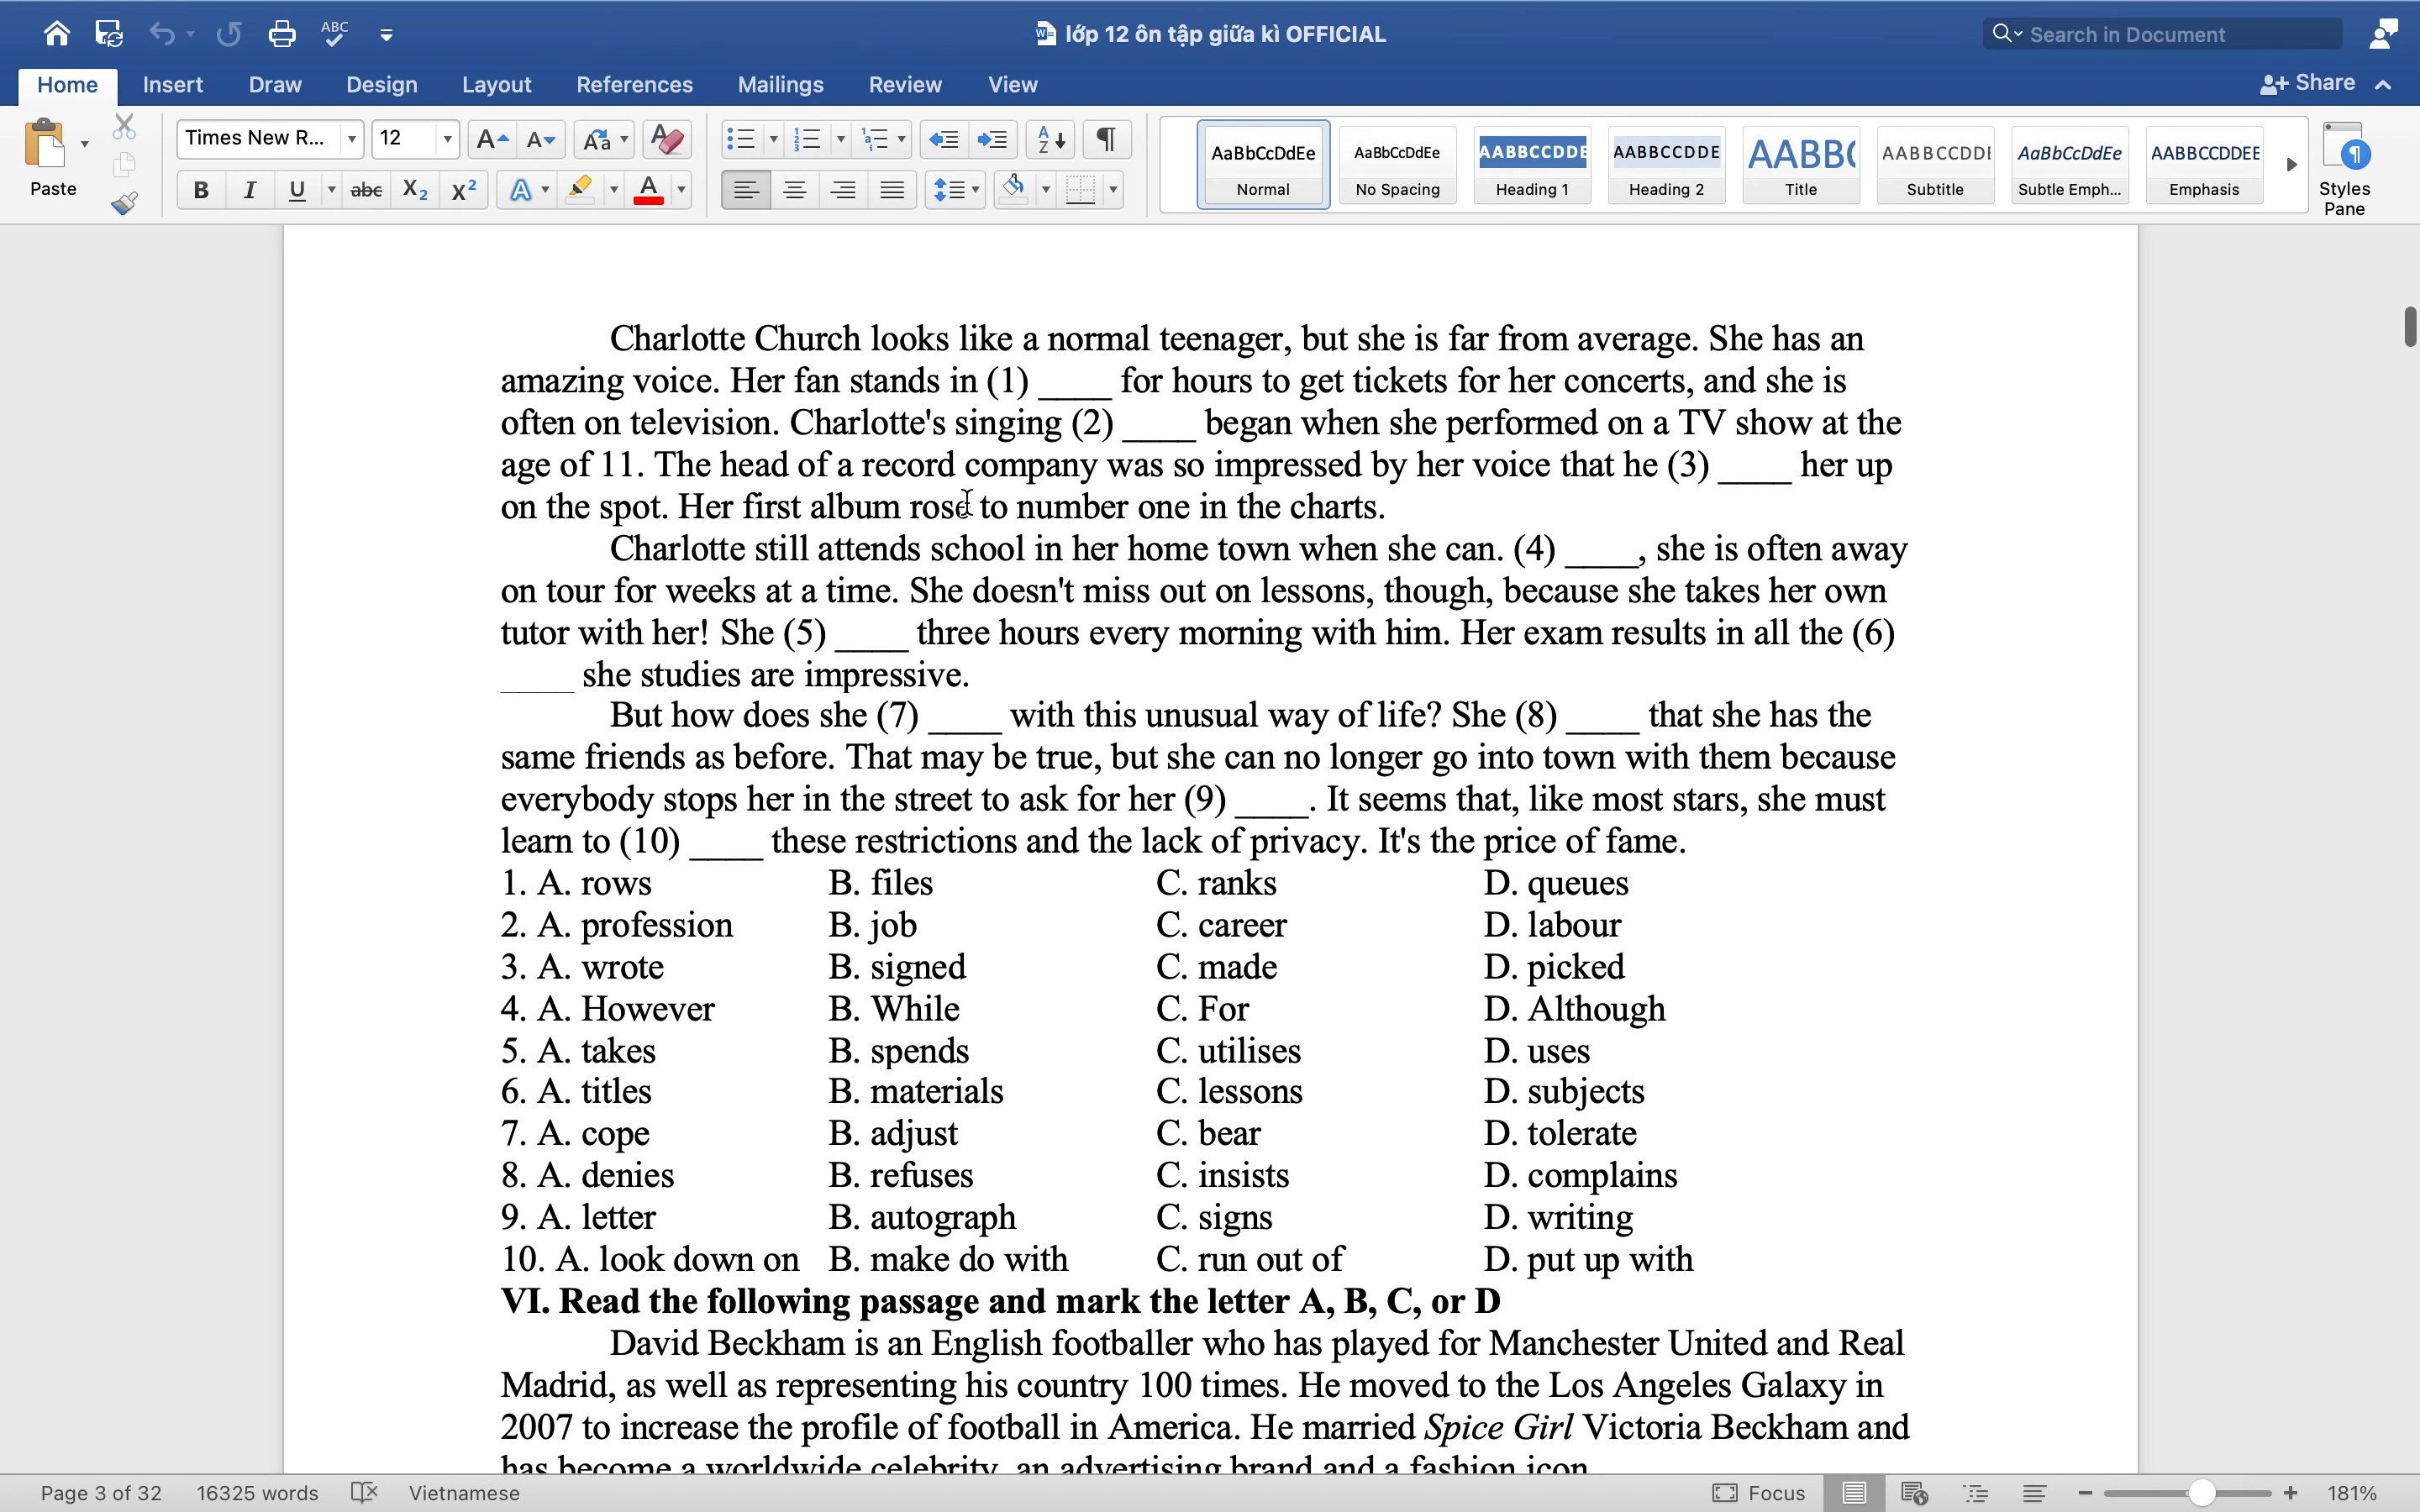 ABC
lớp 12 ôn tập giữa kì OFFICIAL
Search in Document
Home Insert Draw Design Layout References Mailings Review View
Share
Paste
Times New R... 12
AaBbCcDdEe AaBbCcDdEe AABBCCDDE AABBCCDDE AABBC AABBCCDDE AaBbCcDdEe AABBCCDDEE
Normal No Spacing Heading 1 Heading 2 Title Subtitle Subtle Emph... Emphasis
Styles
Pane
Charlotte Church looks like a normal teenager, but she is far from average. She has an
amazing voice. Her fan stands in (1) ____ for hours to get tickets for her concerts, and she is
often on television. Charlotte's singing (2) ____ began when she performed on a TV show at the
age of 11. The head of a record company was so impressed by her voice that he (3) ____ her up
on the spot. Her first album rose to number one in the charts.
Charlotte still attends school in her home town when she can. (4) ____, she is often away
on tour for weeks at a time. She doesn't miss out on lessons, though, because she takes her own
tutor with her! She (5) ____ three hours every morning with him. Her exam results in all the (6)
____ she studies are impressive.
But how does she (7) ____ with this unusual way of life? She (8) ____ that she has the
same friends as before. That may be true, but she can no longer go into town with them because
everybody stops her in the street to ask for her (9) ____. It seems that, like most stars, she must
learn to (10) ____ these restrictions and the lack of privacy. It's the price of fame.
1. A. rows B. files C. ranks D. queues
2. A. profession B. job C. career D. labour
3. A. wrote B. signed C. made D. picked
4. A. However B. While C. For D. Although
5. A. takes B. spends C. utilises D. uses
6. A. titles B. materials C. lessons D. subjects
7. A. cope B. adjust C. bear D. tolerate
8. A. denies B. refuses C. insists D. complains
9. A. letter B. autograph C. signs D. writing
10. A. look down on B. make do with C. run out of D. put up with
VI. Read the following passage and mark the letter A, B, C, or D
David Beckham is an English footballer who has played for Manchester United and Real
Madrid, as well as representing his country 100 times. He moved to the Los Angeles Galaxy in
2007 to increase the profile of football in America. He married Spice Girl Victoria Beckham and
has become a worldwide celebrity, an advertising brand and a fashion icon.
Page 3 of 32 16325 words Vietnamese Focus 181%